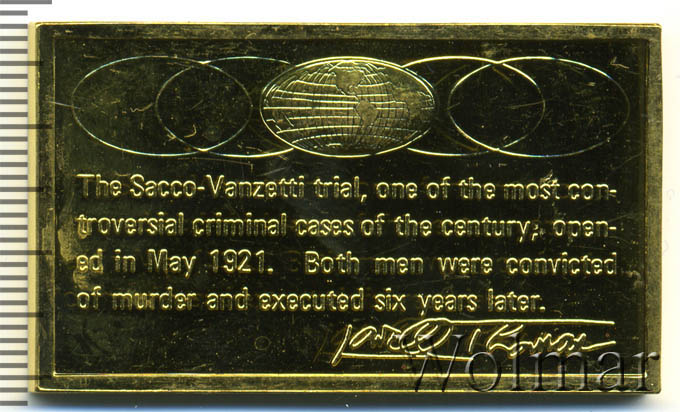 The Sacco-Vanzetti trial, one of the most con-
troversial criminal cases of the century, open-
ed in May 1921. Both men were convicted
of murder and executed six years later.
Wolmar